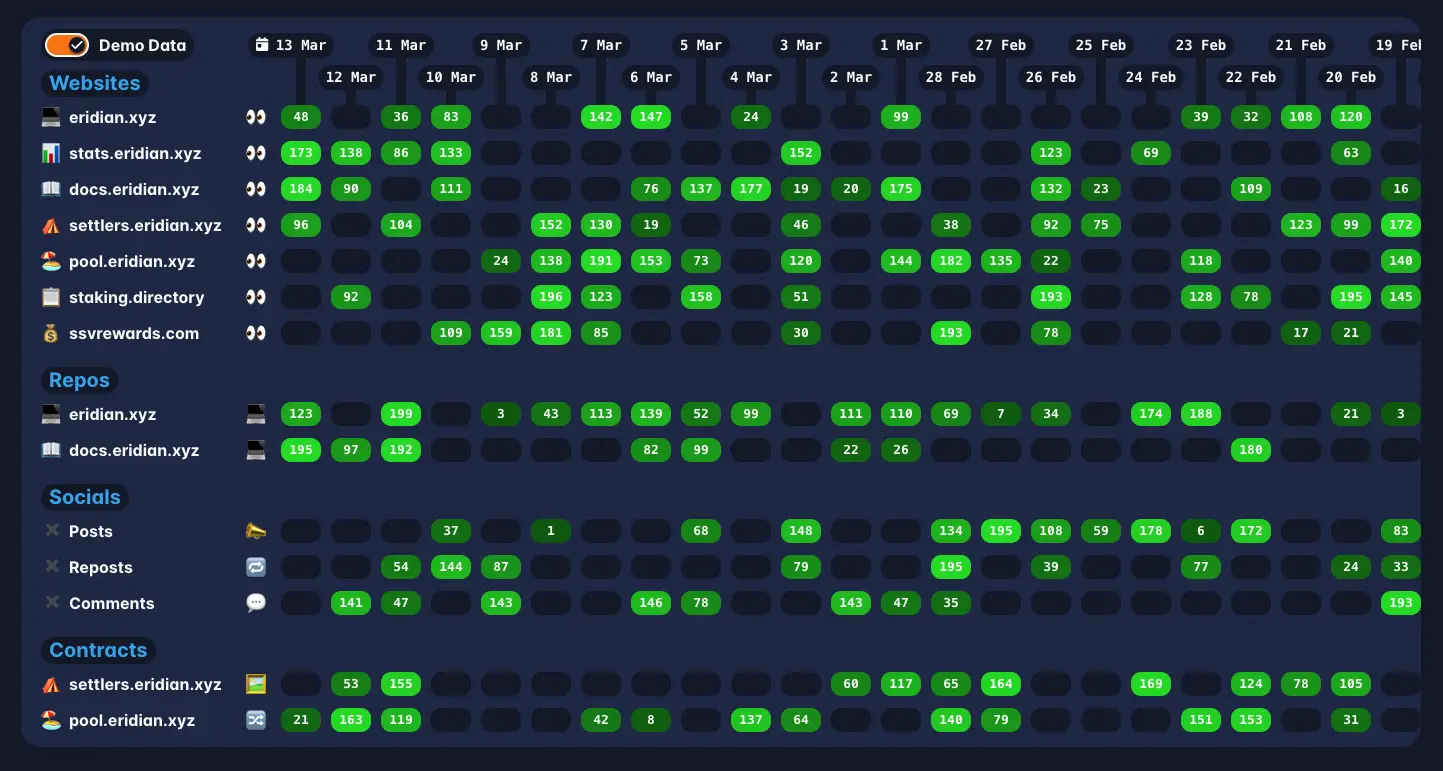 Demo Data 13 Mar 11 Mar 9 Mar 7 Mar 5 Mar 3 Mar 1 Mar 27 Feb 25 Feb 23 Feb 21 Feb 19 Feb
12 Mar 10 Mar 8 Mar 6 Mar 4 Mar 2 Mar 28 Feb 26 Feb 24 Feb 22 Feb 20 Feb
Websites
eridian.xyz 48 36 83 142 147 24 99 39 32 108 120
stats.eridian.xyz 173 138 86 133 152 123 69 63
docs.eridian.xyz 184 90 111 76 137 177 19 20 175 132 23 109 16
settlers.eridian.xyz 96 104 152 130 19 46 38 92 75 123 99 172
pool.eridian.xyz 24 138 191 153 73 120 144 182 135 22 118 140
staking.directory 92 196 123 158 51 193 128 78 195 145
ssvrewards.com 109 159 181 85 30 193 78 17 21
Repos
eridian.xyz 123 199 3 43 113 139 52 99 111 110 69 7 34 174 188 21 3
docs.eridian.xyz 195 97 192 82 99 22 26 180
Socials
Posts 37 1 68 148 134 195 108 59 178 6 172 83
Reposts 54 144 87 79 195 39 77 24 33
Comments 141 47 143 146 78 143 47 35 193
Contracts
settlers.eridian.xyz 53 155 60 117 65 164 169 124 78 105
pool.eridian.xyz 21 163 119 42 8 137 64 140 79 151 153 31